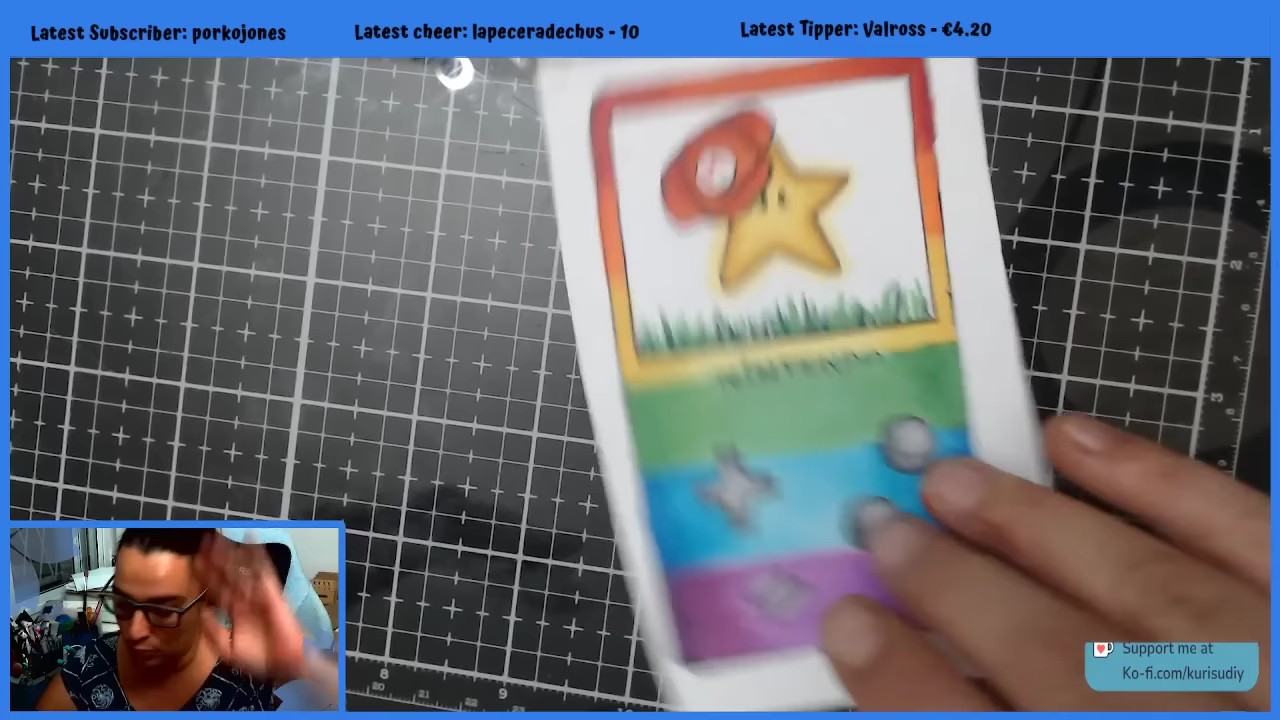 Latest Subscriber: porkojones
Latest cheer: lapeceradechus - 10
Latest Tipper: Valross - €4.20
Support me at
Ko-fi.com/kurisudiy